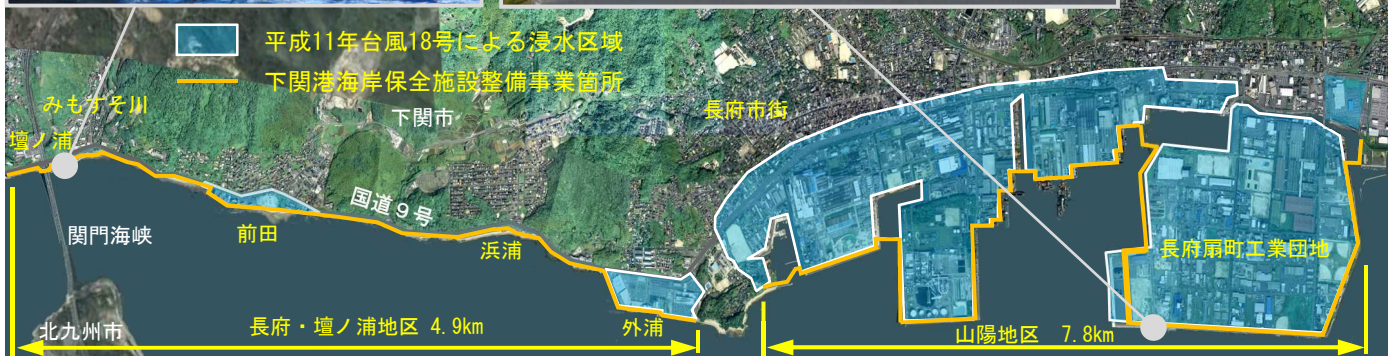 平成11年台風18号による浸水区域
下関港海岸保全施設整備事業箇所
みもすそ川
下関市
長府市街
壇ノ浦
国道9号
関門海峡
前田
浜浦
長府扇町工業団地
北九州市
長府・壇ノ浦地区 4.9km
外浦
山陽地区 7.8km